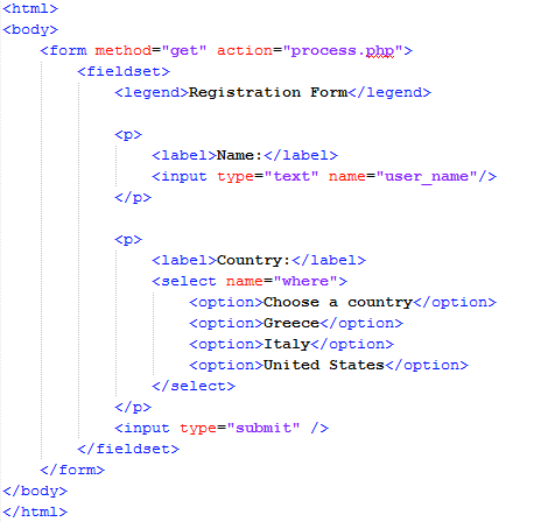 <html>
<body>
<form method="get" action="process.php">
<fieldset>
<legend>Registration Form</legend>
<p>
<label>Name:</label>
<input type="text" name="user_name"/>
</p>
<p>
<label>Country:</label>
<select name="where">
<option>Choose a country</option>
<option>Greece</option>
<option>Italy</option>
<option>United States</option>
</select>
</p>
<input type="submit" />
</fieldset>
</form>
</body>
</html>